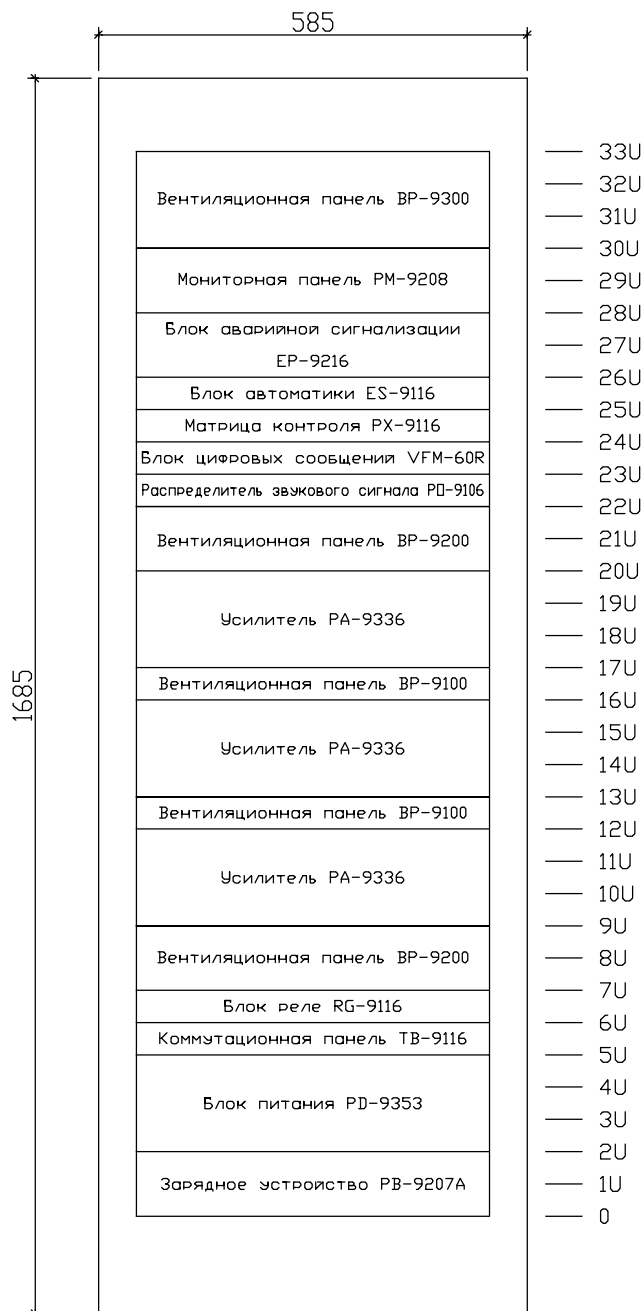 585
33U
32U
Вентиляционная панель BP-9300
31U
30U
Мониторная панель PM-9208
29U
28U
Блок аварийной сигнализации
27U
EP-9216
26U
Блок автоматики ES-9116
25U
Матрица контроля PX-9116
24U
Блок цифровых сообщений VFM-60R
23U
Распределитель звукового сигнала PO-9106
22U
Вентиляционная панель BP-9200
21U
20U
19U
Усилитель PA-9336
18U
17U
Вентиляционная панель BP-9100
16U
1685
15U
Усилитель PA-9336
14U
13U
Вентиляционная панель BP-9100
12U
11U
Усилитель PA-9336
10U
9U
Вентиляционная панель BP-9200
8U
7U
Блок реле RG-9116
6U
Коммутационная панель TB-9116
5U
4U
Блок питания PD-9353
3U
2U
Зарядное устройство PB-9207A
1U
0